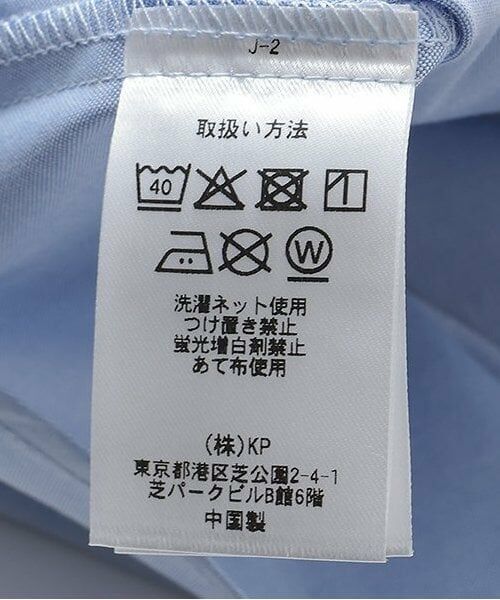 J-2
取扱い方法
40
W
洗濯ネット使用
つけ置き禁止
蛍光増白剤禁止
あて布使用
(株)KP
東京都港区芝公園2-4-1
芝パークビルB館6階
中国製